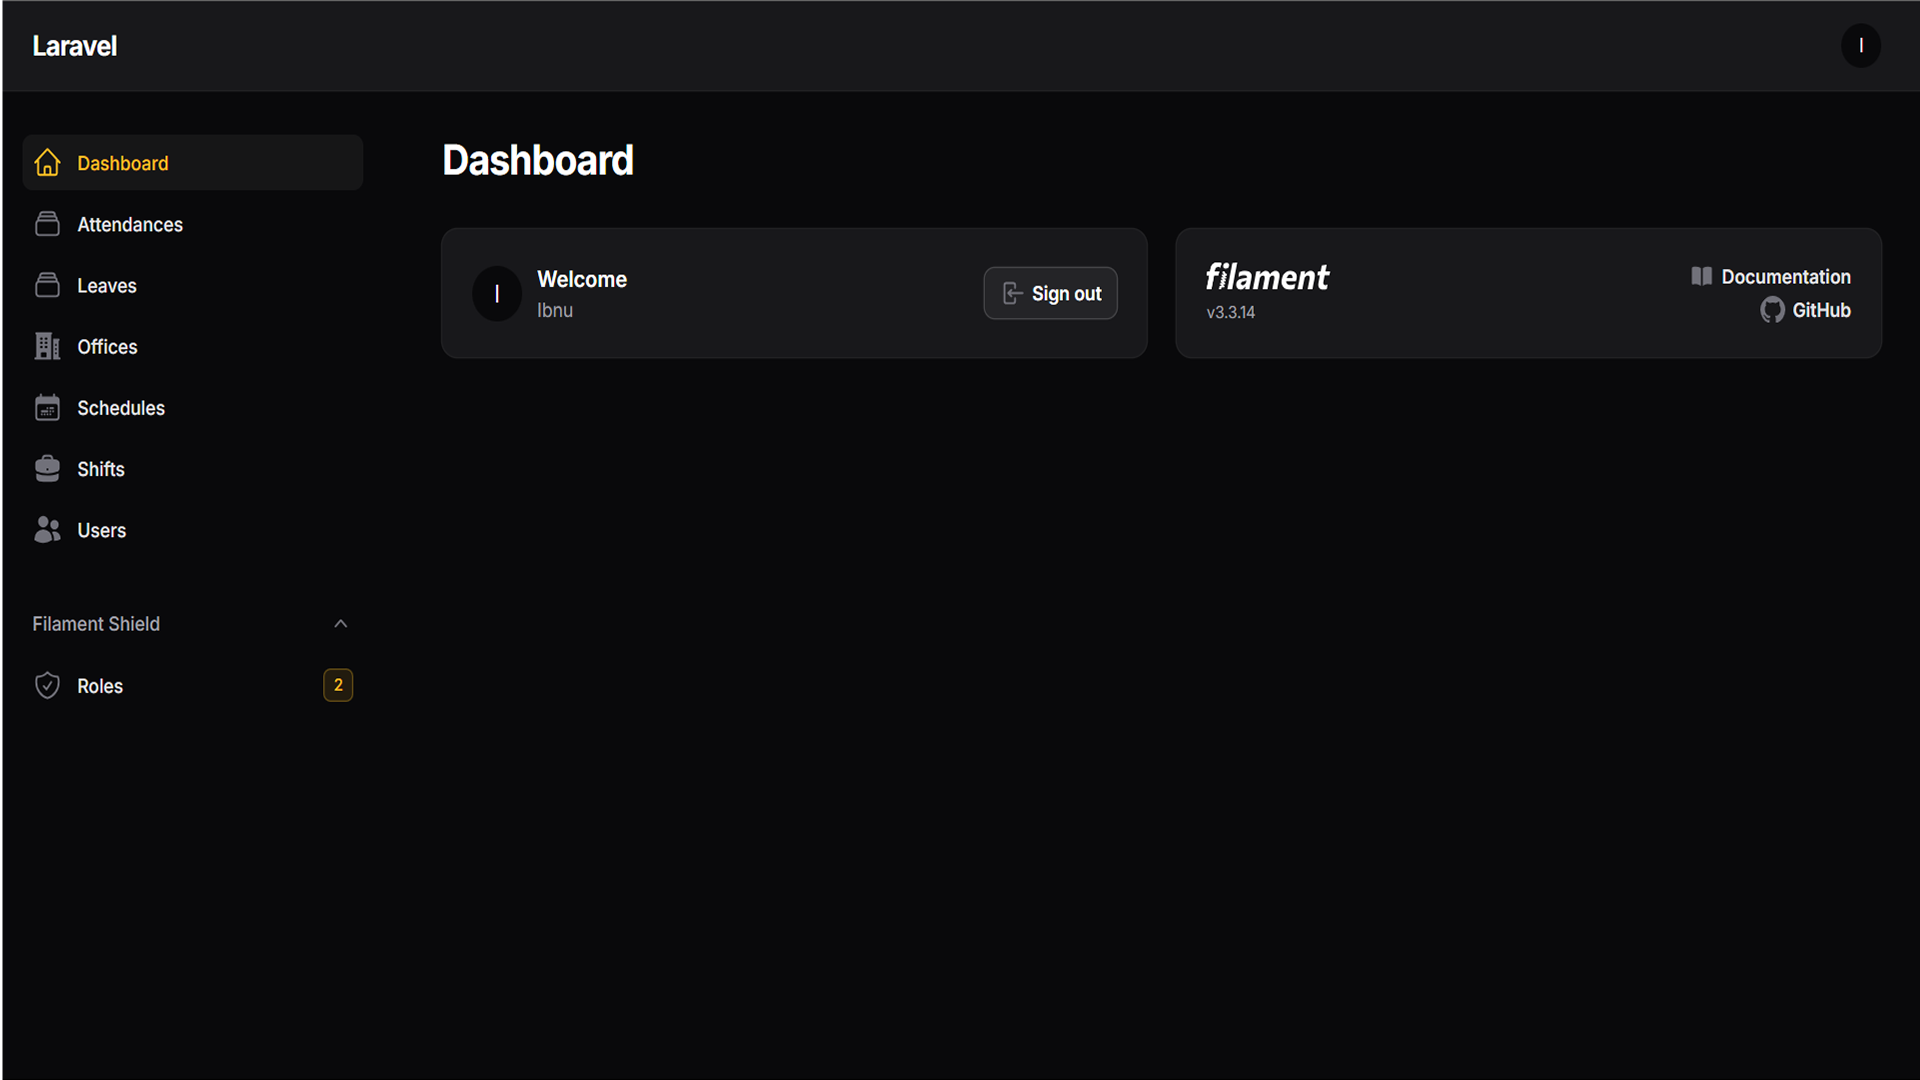 Laravel
I
Dashboard
Attendances
Leaves
Offices
Schedules
Shifts
Users
Filament Shield
Roles
2
Dashboard
I
Welcome
Ibnu
Sign out
filament
v3.3.14
Documentation
GitHub